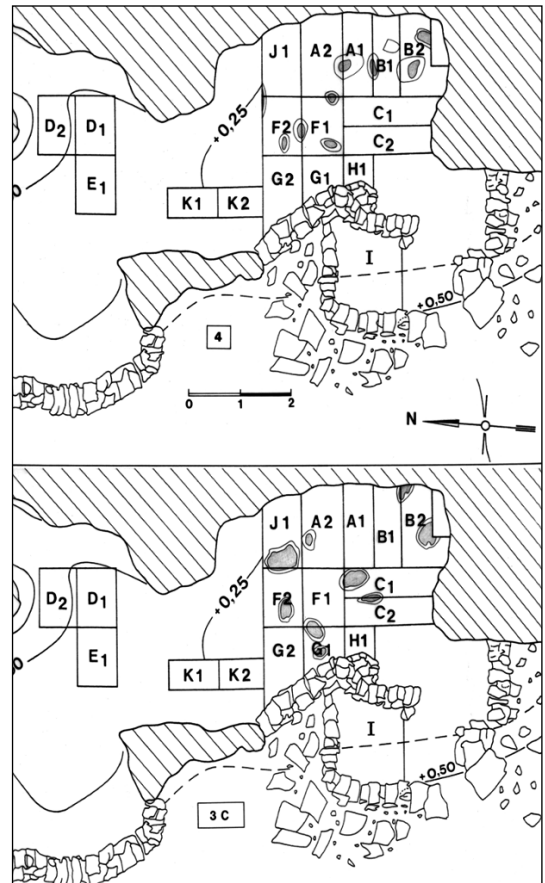 J1 A2 A1 B1 B2
+0,25
D2 D1
F2 F1 C1
C2
E1
G2 G1 H1
K1 K2
I
+0,50
4
0 1 2
N
J1 A2 A1 B1 B2
+0,25
D2 D1
F2 F1 C1
C2
E1
G2 G1 H1
K1 K2
I
+0,50
3 C